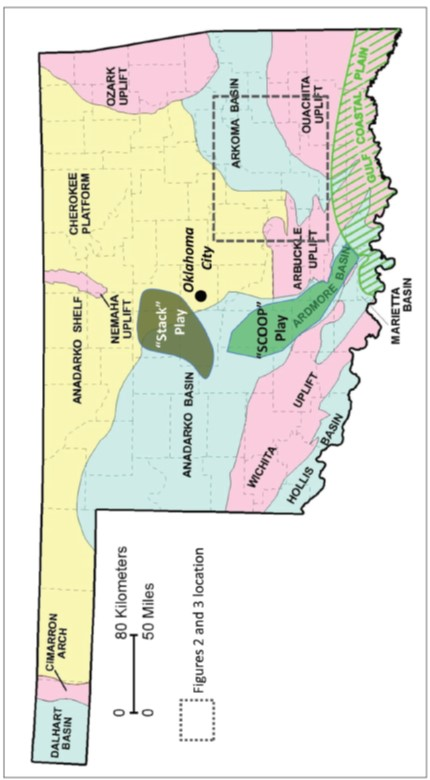 DALHART
BASIN
CIMARRON
ARCH
ANADARKO SHELF
NEMAHA
UPLIFT
CHEROKEE
PLATFORM
OZARK
UPLIFT
"Stack"
Play
Oklahoma
City
ANADARKO BASIN
ARKOMA BASIN
"SCOOP"
Play
ARDMORE BASIN
ARBUCKLE
UPLIFT
OUACHITA
UPLIFT
WICHITA UPLIFT
HOLLIS BASIN
MARIETTA
BASIN
GULF COASTAL PLAIN
0 80 Kilometers
0 50 Miles
Figures 2 and 3 location